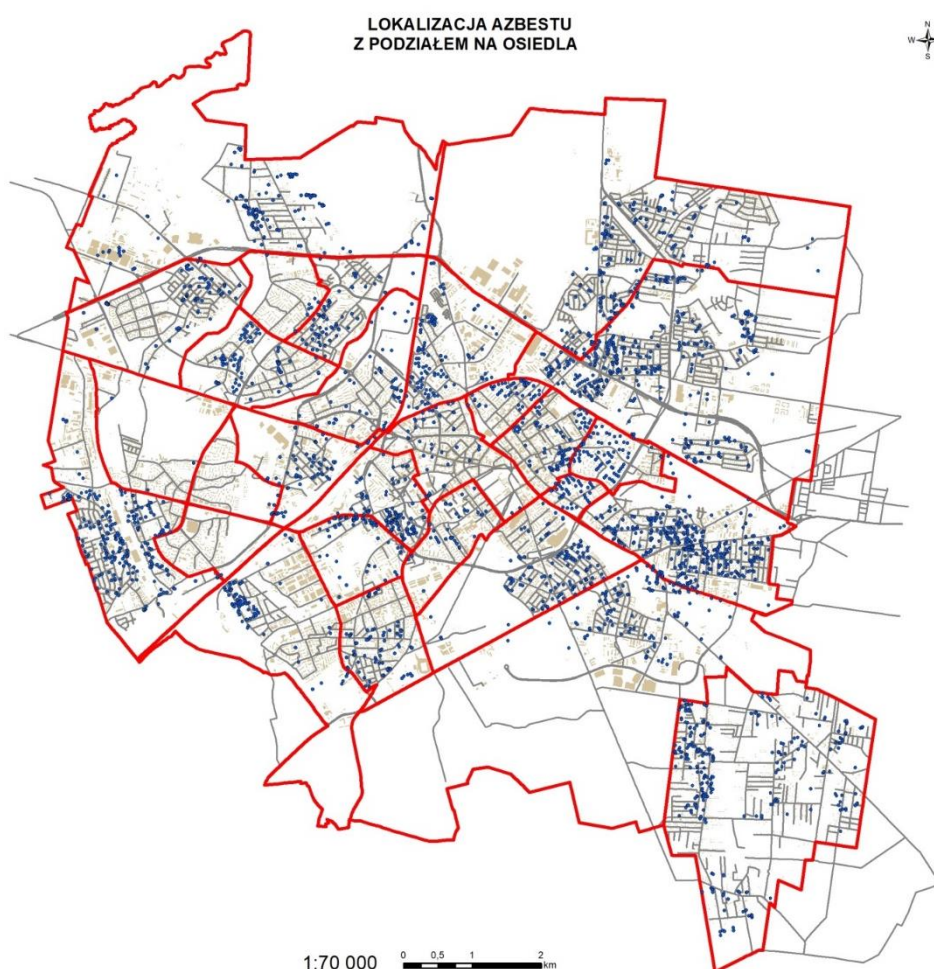 LOKALIZACJA AZBESTU
Z PODZIAŁEM NA OSIEDLA
N
W
S
1:70 000
0 0,5 1 2
km